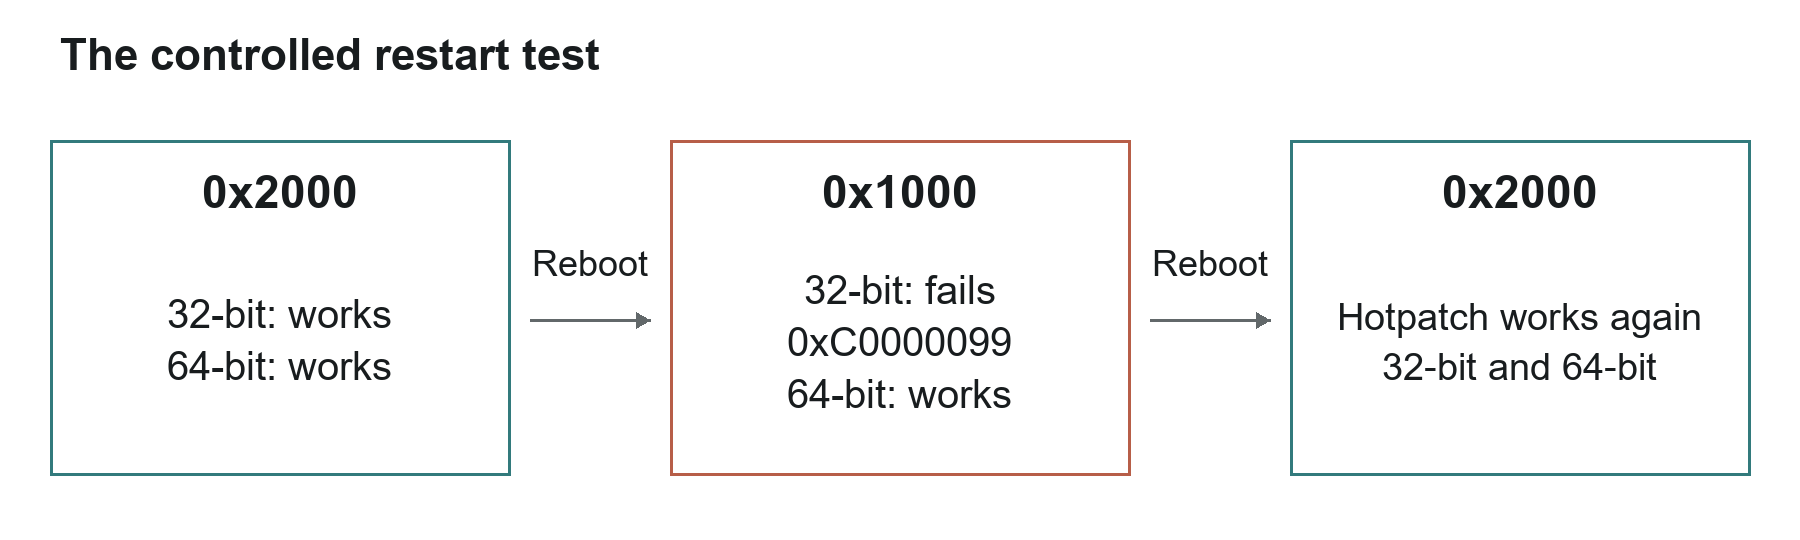 The controlled restart test
0x2000
32-bit: works
64-bit: works
Reboot
0x1000
32-bit: fails
0xC0000099
64-bit: works
Reboot
0x2000
Hotpatch works again
32-bit and 64-bit